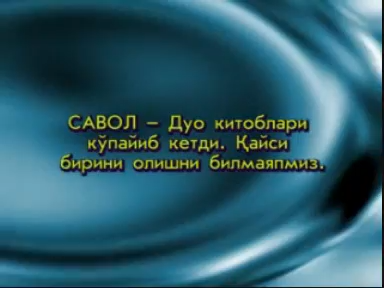 САВОЛ – Дуо китоблари
кўпайиб кетди. Қайси
бирини олишни билмаяпмиз.